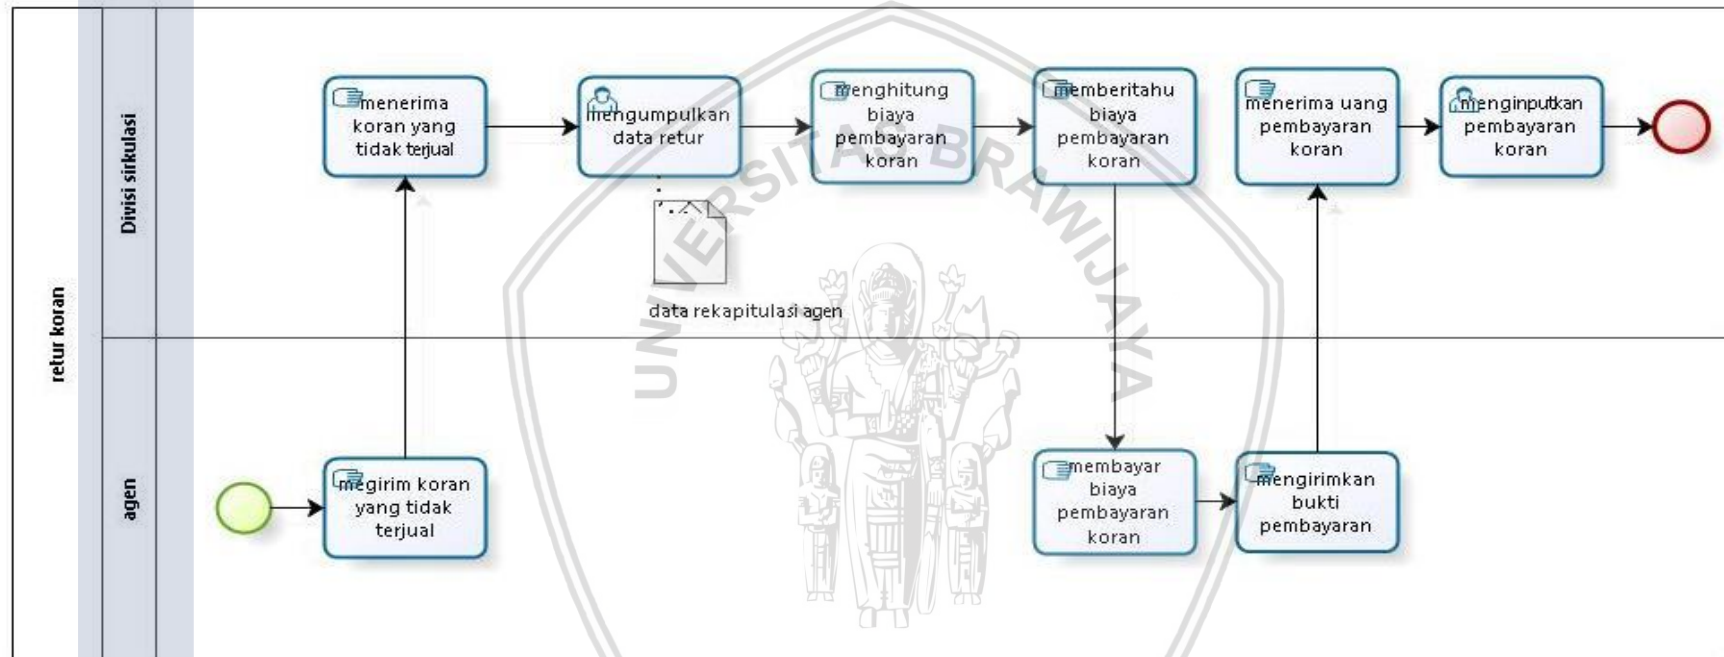 retur koran
Divisi sirkulasi
menerima
koran yang
tidak terjual
mengumpulkan
data retur
data rekapitulasi agen
menghitung
biaya
pembayaran
koran
memberitahu
biaya
pembayaran
koran
menerima uang
pembayaran
koran
menginputkan
pembayaran
koran
agen
megirim koran
yang tidak
terjual
membayar
biaya
pembayaran
koran
mengirimkan
bukti
pembayaran
UNIVERSITAS BRAWIJAYA